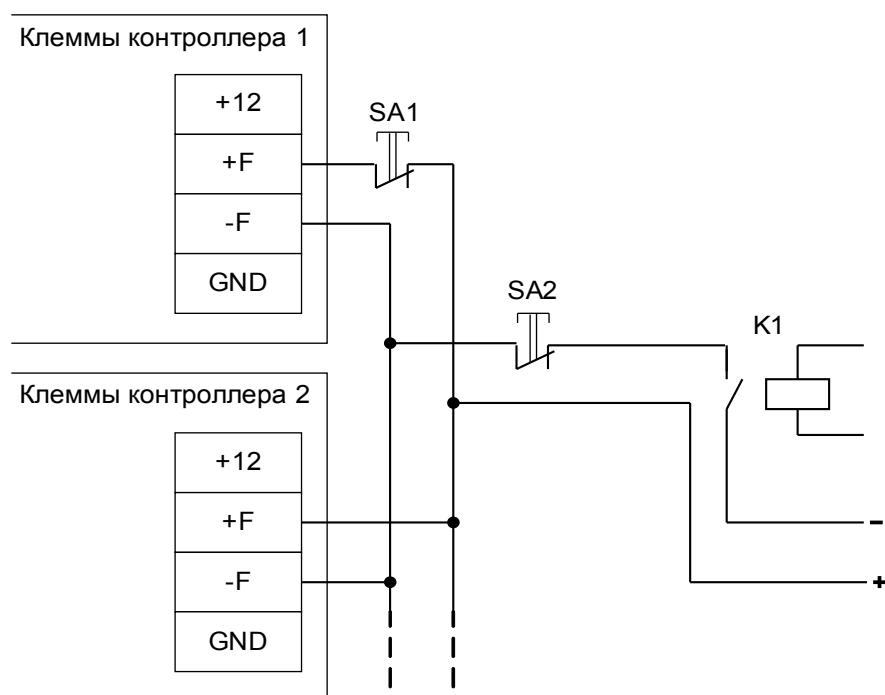 Клеммы контроллера 1
+12
SA1
+F
-F
GND
SA2
K1
Клеммы контроллера 2
+12
+F
-
-F
+
GND